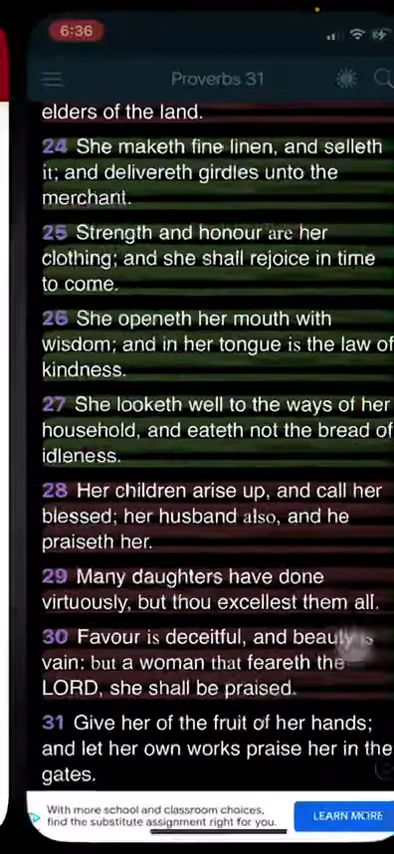 6:36
Proverbs 31
elders of the land.
24 She maketh fine linen, and selleth
it; and delivereth girdles unto the
merchant.
25 Strength and honour are her
clothing; and she shall rejoice in time
to come.
26 She openeth her mouth with
wisdom; and in her tongue is the law of
kindness.
27 She looketh well to the ways of her
household, and eateth not the bread of
idleness.
28 Her children arise up, and call her
blessed; her husband also, and he
praiseth her.
29 Many daughters have done
virtuously, but thou excellest them all.
30 Favour is deceitful, and beauty is
vain: but a woman that feareth the
LORD, she shall be praised.
31 Give her of the fruit of her hands;
and let her own works praise her in the
gates.
With more school and classroom choices,
find the substitute assignment right for you.
LEARN MORE